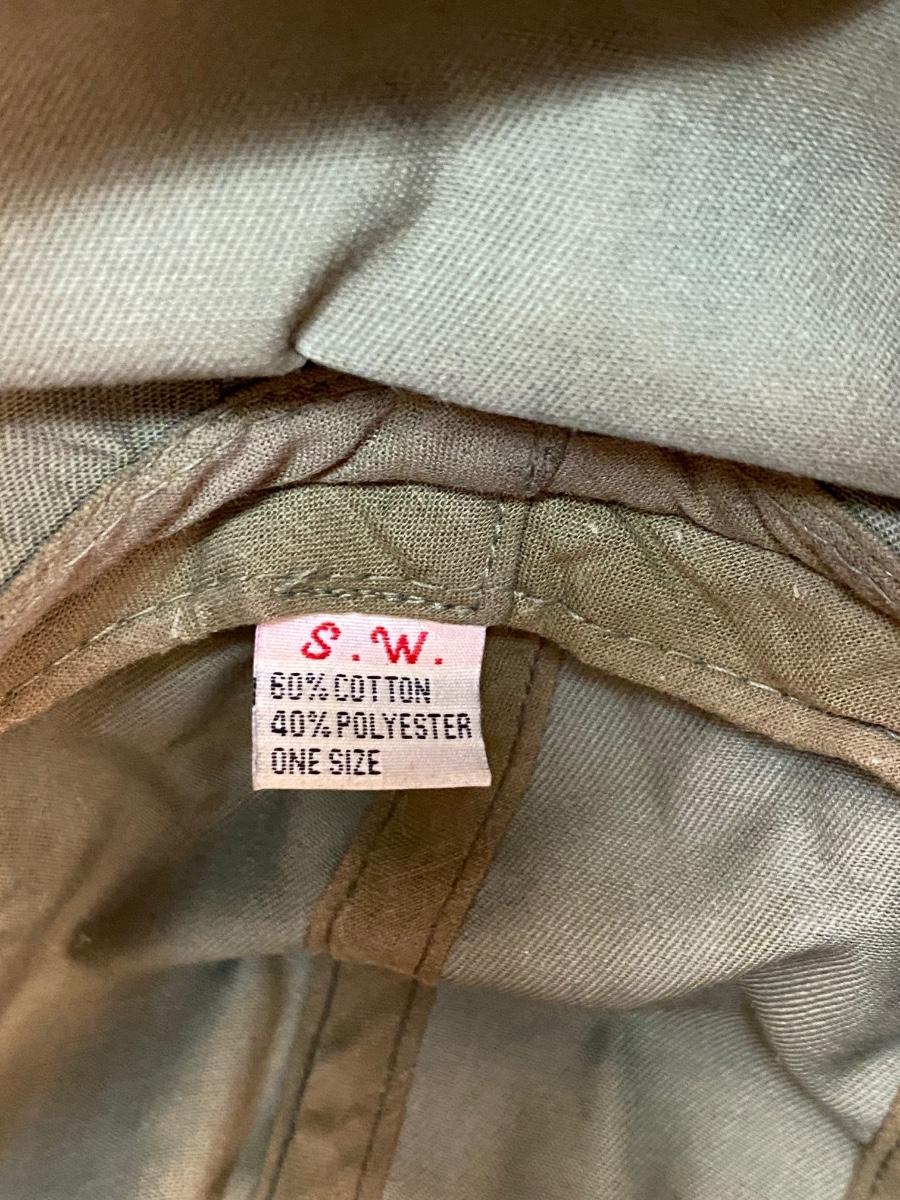 S.W.
60% COTTON
40% POLYESTER
ONE SIZE